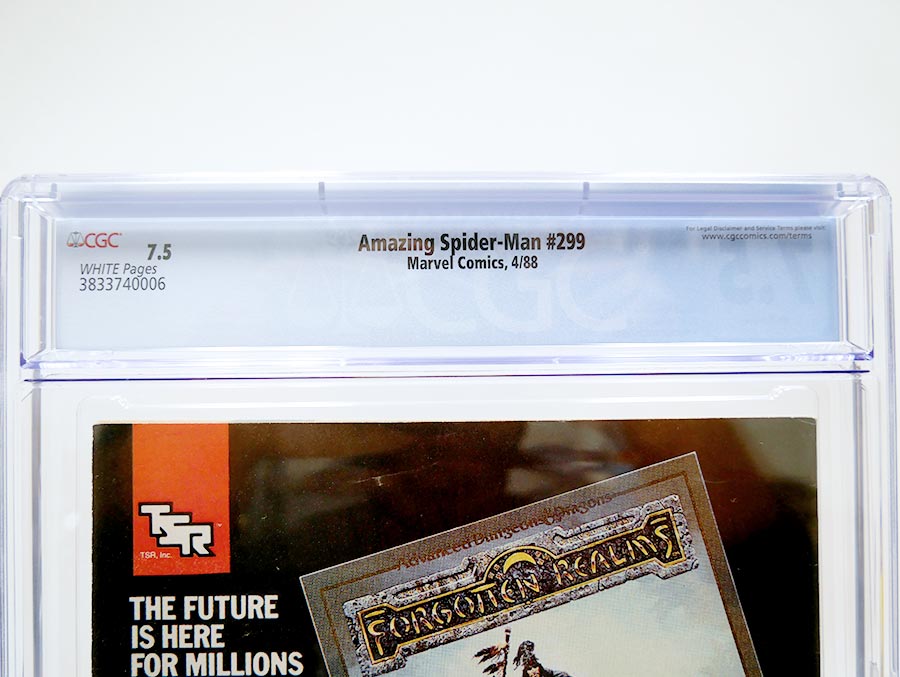 CGC
7.5
WHITE Pages
3833740006
Amazing Spider-Man #299
Marvel Comics, 4/88
For Legal Disclaimer and Service Terms please visit:
www.cgccomics.com/terms
CGC
TSR™
TSR, Inc.
THE FUTURE
IS HERE
FOR MILLIONS
Advanced Dungeons & Dragons
FORGOTTEN REALMS